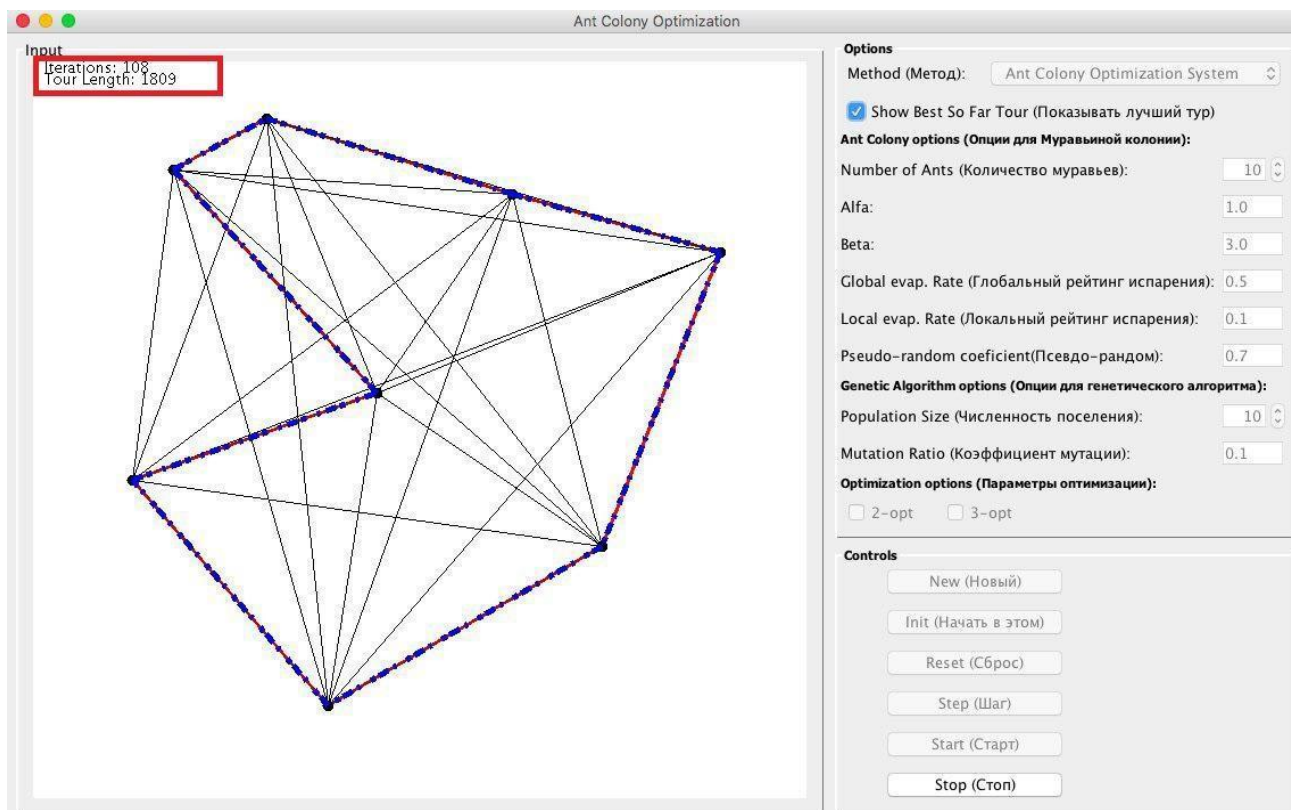 Ant Colony Optimization
Input
Iterations: 108
Tour Length: 1809
Options
Method (Метод): Ant Colony Optimization System
Show Best So Far Tour (Показывать лучший тур)
Ant Colony options (Опции для Муравьиной колонии):
Number of Ants (Количество муравьев): 10
Alfa: 1.0
Beta: 3.0
Global evap. Rate (Глобальный рейтинг испарения): 0.5
Local evap. Rate (Локальный рейтинг испарения): 0.1
Pseudo-random coeficient(Псевдо-рандом): 0.7
Genetic Algorithm options (Опции для генетического алгоритма):
Population Size (Численность поселения): 10
Mutation Ratio (Коэффициент мутации): 0.1
Optimization options (Параметры оптимизации):
2-opt 3-opt
Controls
New (Новый)
Init (Начать в этом)
Reset (Сброс)
Step (Шаг)
Start (Старт)
Stop (Стоп)